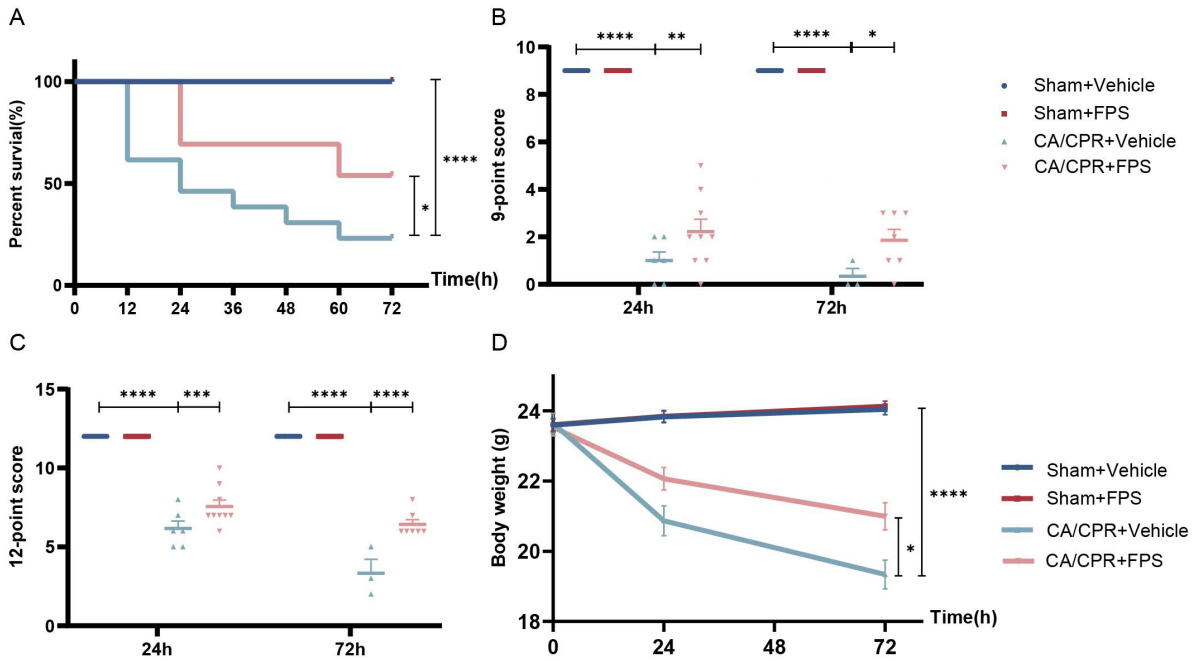 A
Percent survial(%)
100
50
0
0 12 24 36 48 60 72
Time(h)
****
*
B
9-point score
10
8
6
4
2
0
**** **
**** *
24h 72h
Sham+Vehicle
Sham+FPS
CA/CPR+Vehicle
CA/CPR+FPS
C
12-point score
15
10
5
0
**** ***
**** ****
24h 72h
D
Body weight (g)
24
22
20
18
0 24 48 72
Time(h)
****
*
Sham+Vehicle
Sham+FPS
CA/CPR+Vehicle
CA/CPR+FPS